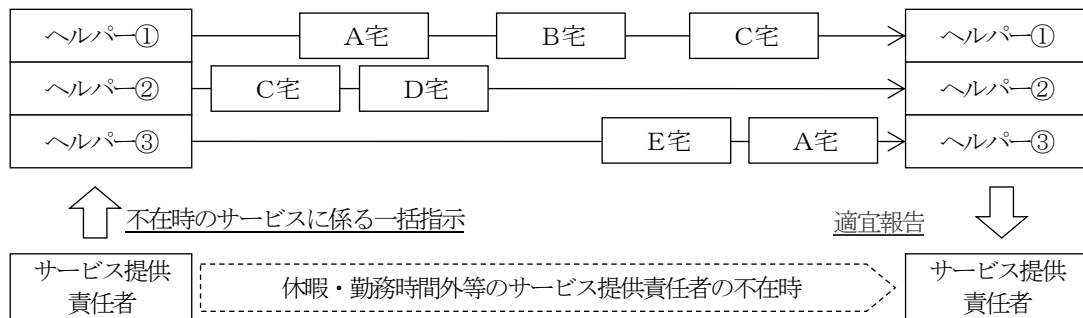 ヘルパー① A宅 B宅 C宅 ヘルパー①
ヘルパー② C宅 D宅 ヘルパー②
ヘルパー③ E宅 A宅 ヘルパー③
不在時のサービスに係る一括指示 適宜報告
サービス提供
責任者
休暇・勤務時間外等のサービス提供責任者の不在時
サービス提供
責任者